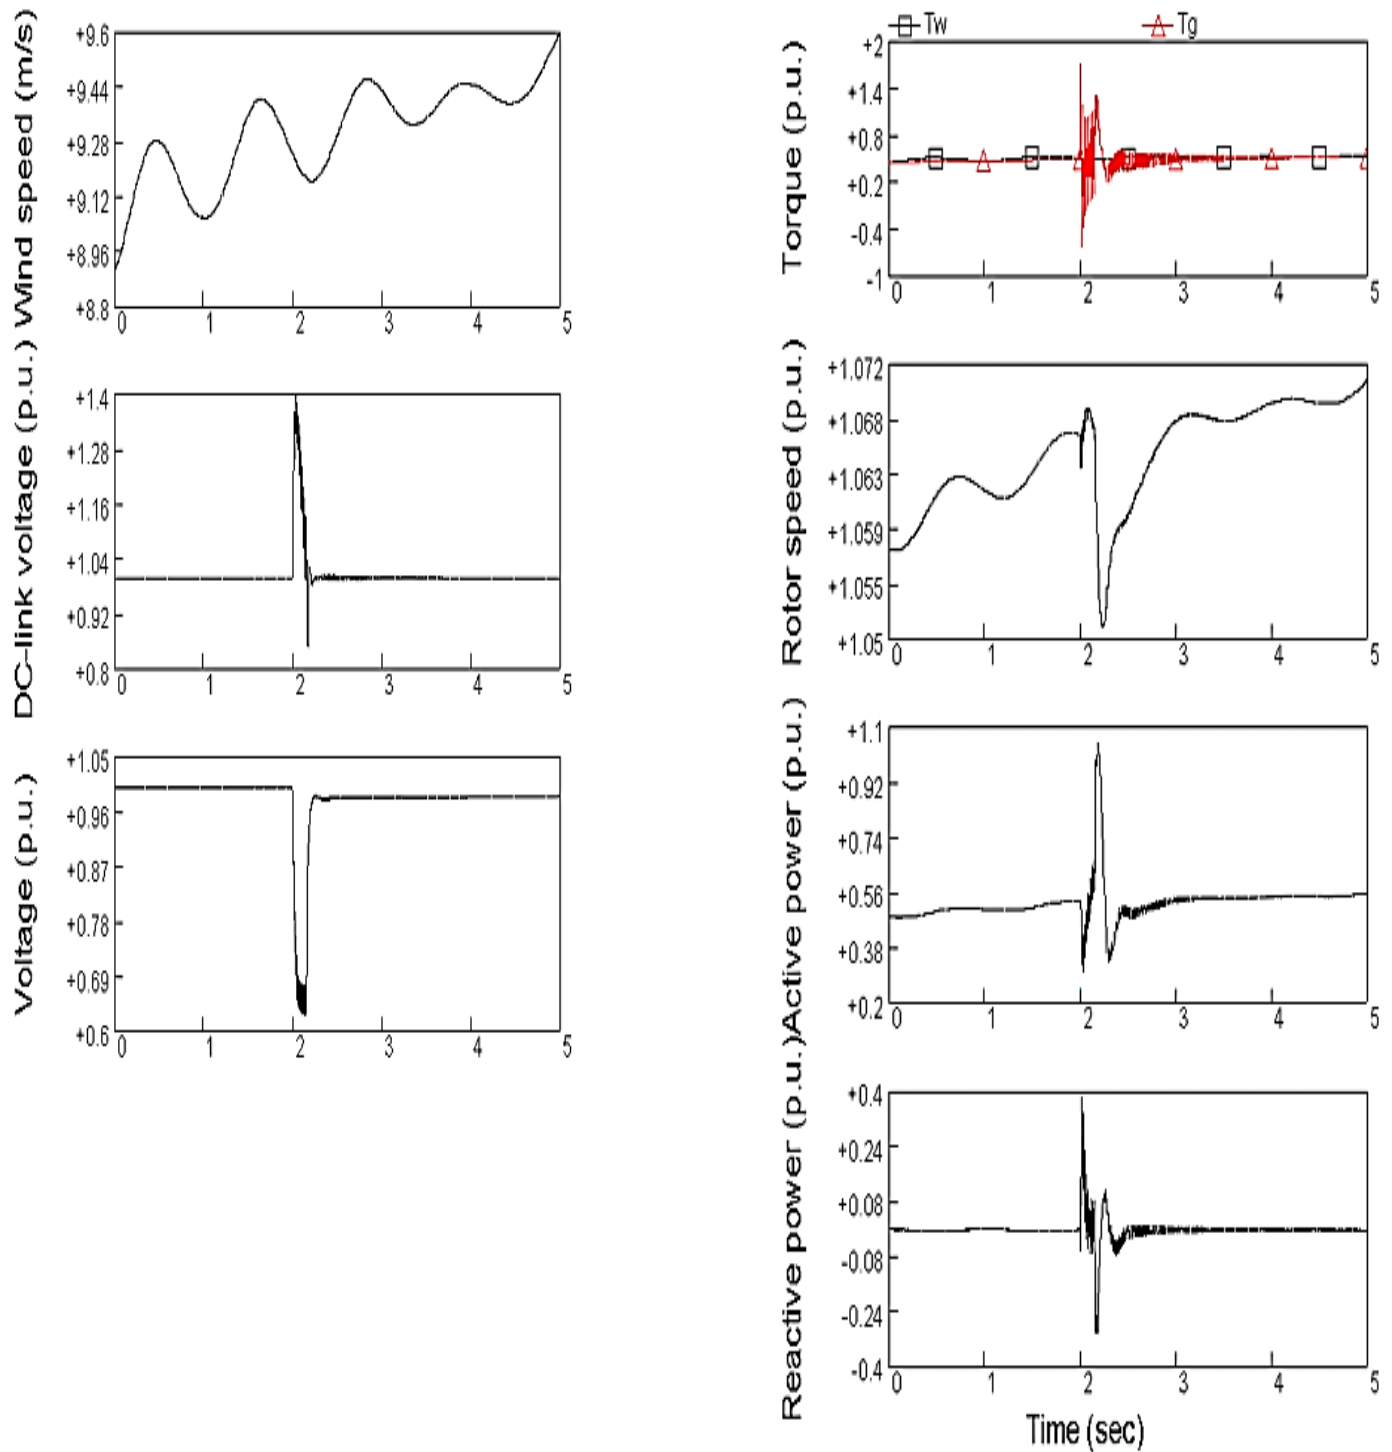 Wind speed (m/s)
+9.6
+9.44
+9.28
+9.12
+8.96
+8.8
0 1 2 3 4 5
DC-link voltage (p.u.)
+1.4
+1.28
+1.16
+1.04
+0.92
+0.8
0 1 2 3 4 5
Voltage (p.u.)
+1.05
+0.96
+0.87
+0.78
+0.69
+0.6
0 1 2 3 4 5
Tw Tg
Torque (p.u.)
+2
+1.4
+0.8
+0.2
-0.4
-1
0 1 2 3 4 5
Rotor speed (p.u.)
+1.072
+1.068
+1.063
+1.059
+1.055
+1.05
0 1 2 3 4 5
Active power (p.u.)
+1.1
+0.92
+0.74
+0.56
+0.38
+0.2
0 1 2 3 4 5
Reactive power (p.u.)
+0.4
+0.24
+0.08
-0.08
-0.24
-0.4
0 1 2 3 4 5
Time (sec)